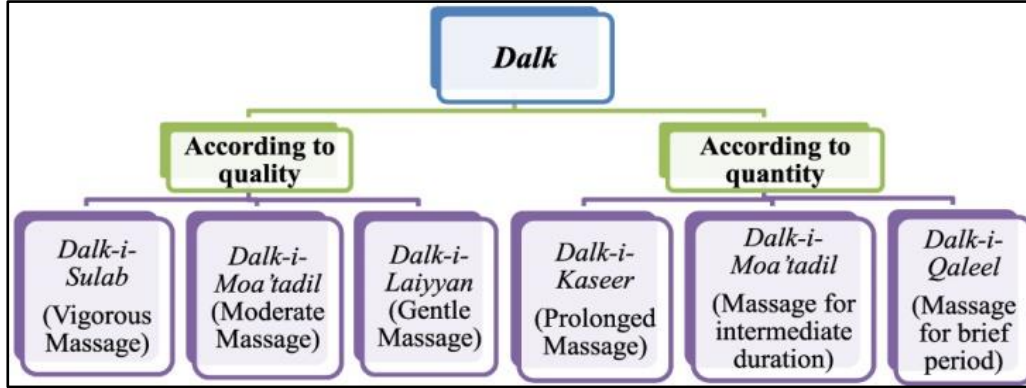 Dalk
According to
quality
According to
quantity
Dalk-i-
Sulab
(Vigorous
Massage)
Dalk-i-
Moa'tadil
(Moderate
Massage)
Dalk-i-
Laiyyan
(Gentle
Massage)
Dalk-i-
Kaseer
(Prolonged
Massage)
Dalk-i-
Moa'tadil
(Massage for
intermediate
duration)
Dalk-i-
Qaleel
(Massage
for brief
period)